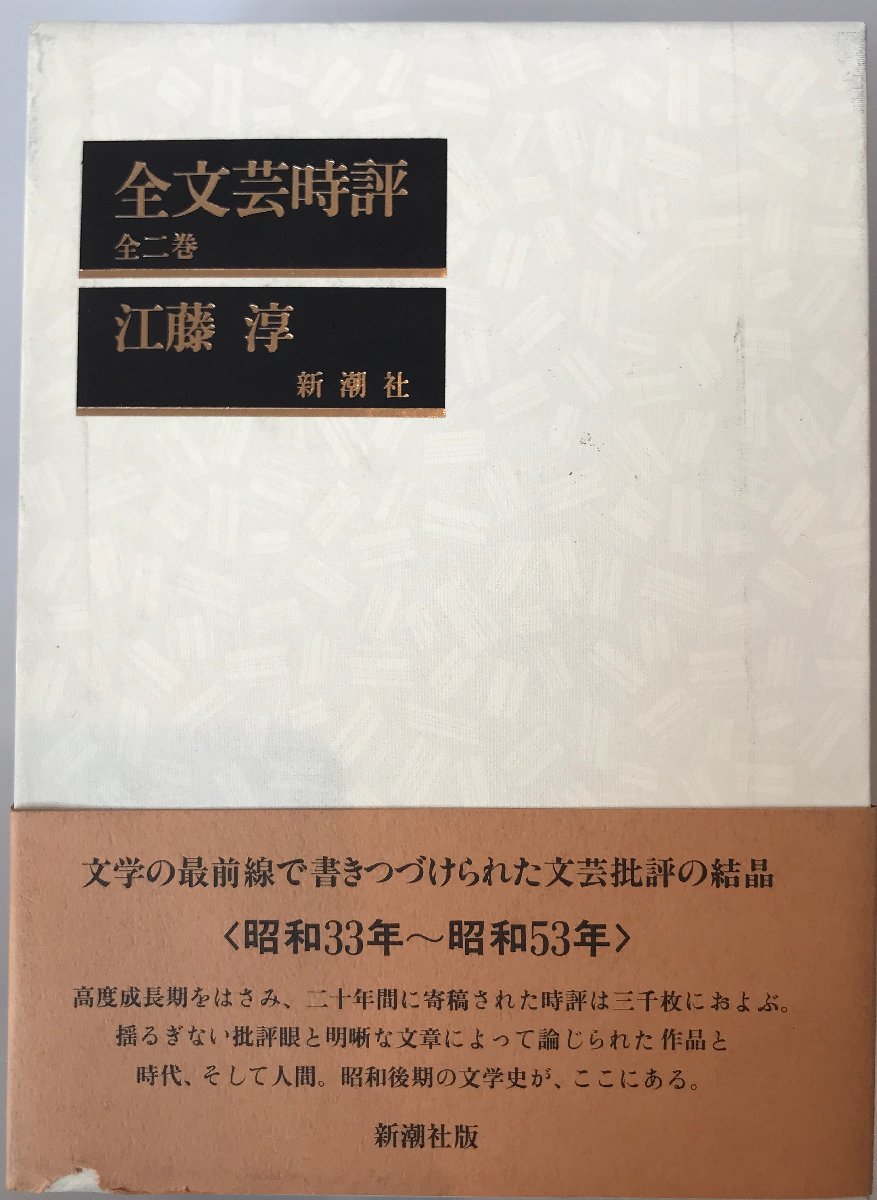 全文芸時評
全二巻
江藤 淳
新潮社
文学の最前線で書きつづけられた文芸批評の結晶
〈昭和33年～昭和53年〉
高度成長期をはさみ、二十年間に寄稿された時評は三千枚におよぶ。
揺るぎない批評眼と明晰な文章によって論じられた作品と
時代、そして人間。昭和後期の文学史が、ここにある。
新潮社版